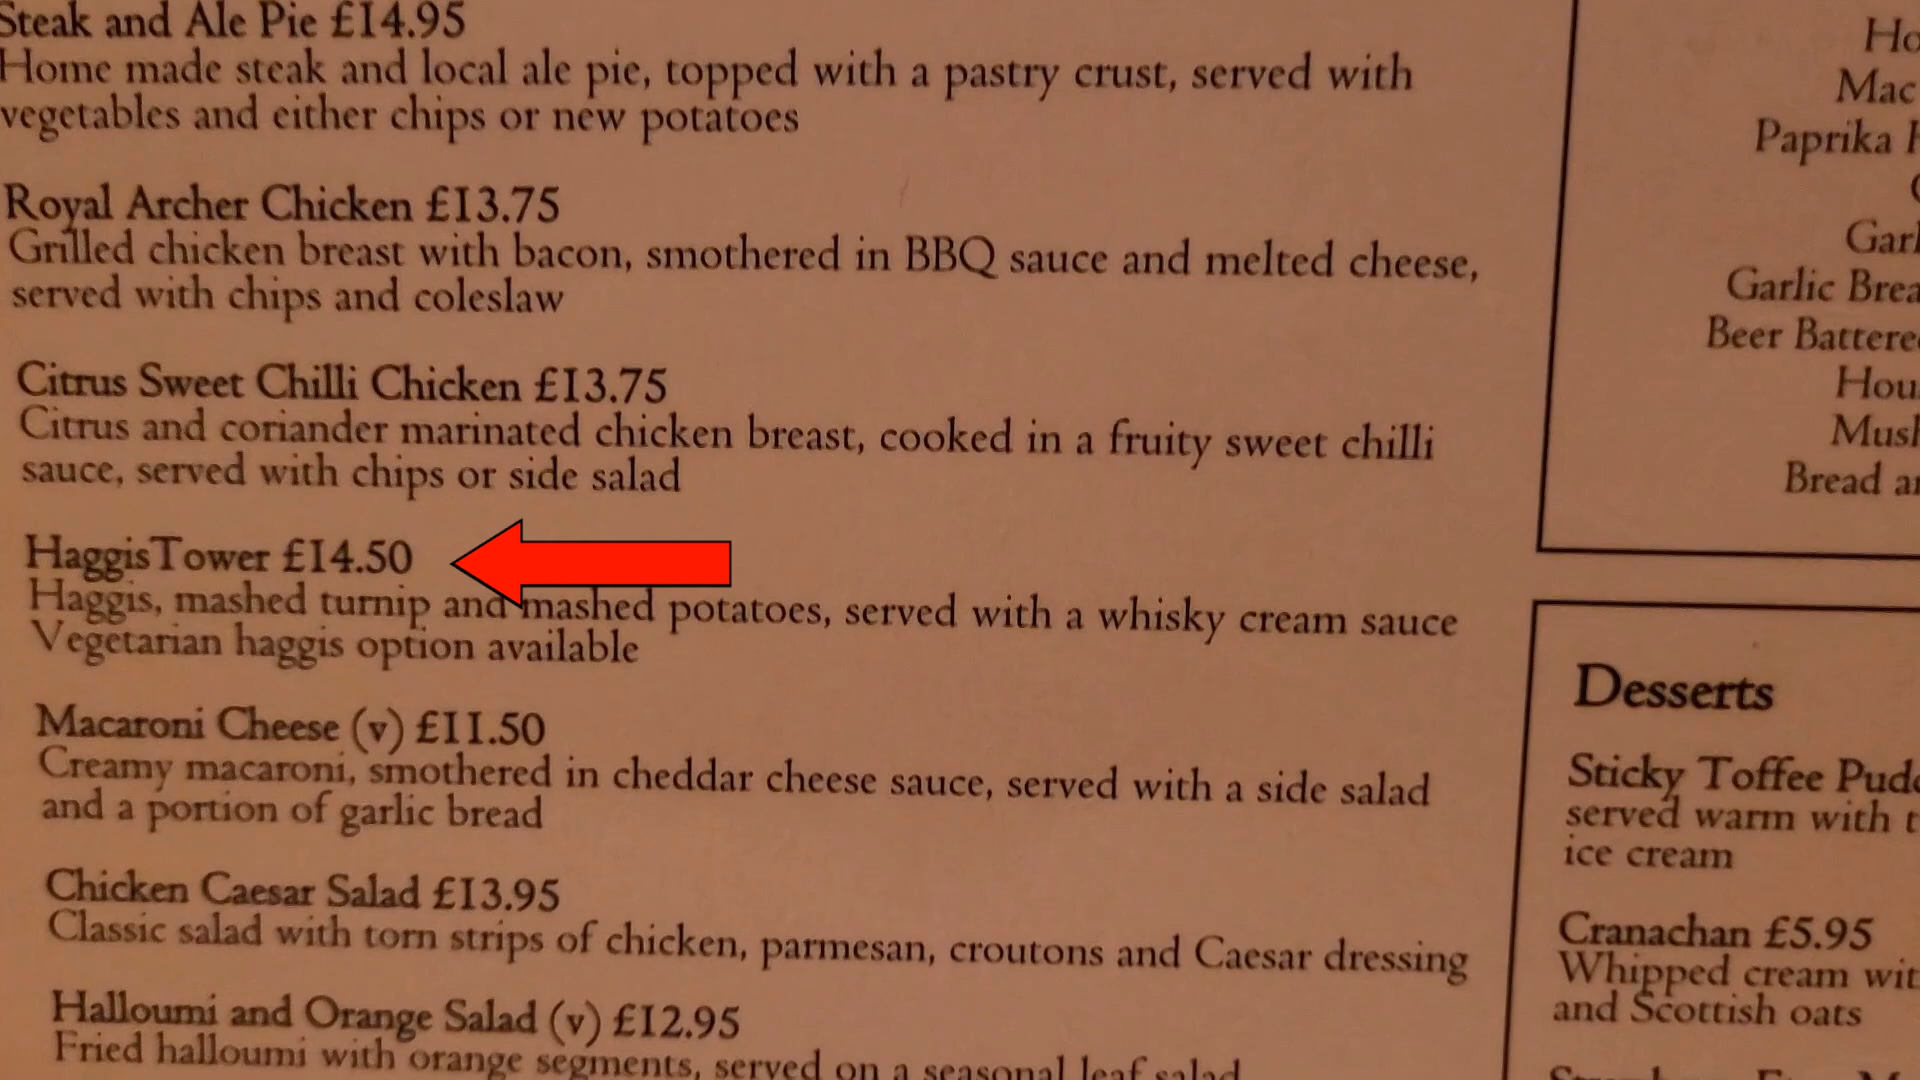 Steak and Ale Pie £14.95
Home made steak and local ale pie, topped with a pastry crust, served with
vegetables and either chips or new potatoes
Royal Archer Chicken £13.75
Grilled chicken breast with bacon, smothered in BBQ sauce and melted cheese,
served with chips and coleslaw
Citrus Sweet Chilli Chicken £13.75
Citrus and coriander marinated chicken breast, cooked in a fruity sweet chilli
sauce, served with chips or side salad
Haggis Tower £14.50
Haggis, mashed turnip and mashed potatoes, served with a whisky cream sauce
Vegetarian haggis option available
Macaroni Cheese (v) £11.50
Creamy macaroni, smothered in cheddar cheese sauce, served with a side salad
and a portion of garlic bread
Chicken Caesar Salad £13.95
Classic salad with torn strips of chicken, parmesan, croutons and Caesar dressing
Halloumi and Orange Salad (v) £12.95
Fried halloumi with orange segments, served on a seasonal leaf salad
Mac
Paprika
Garlic
Beer
Bread
Desserts
Sticky Toffee
served warm with
ice cream
Cranachan £5.95
Whipped cream
and Scottish oats